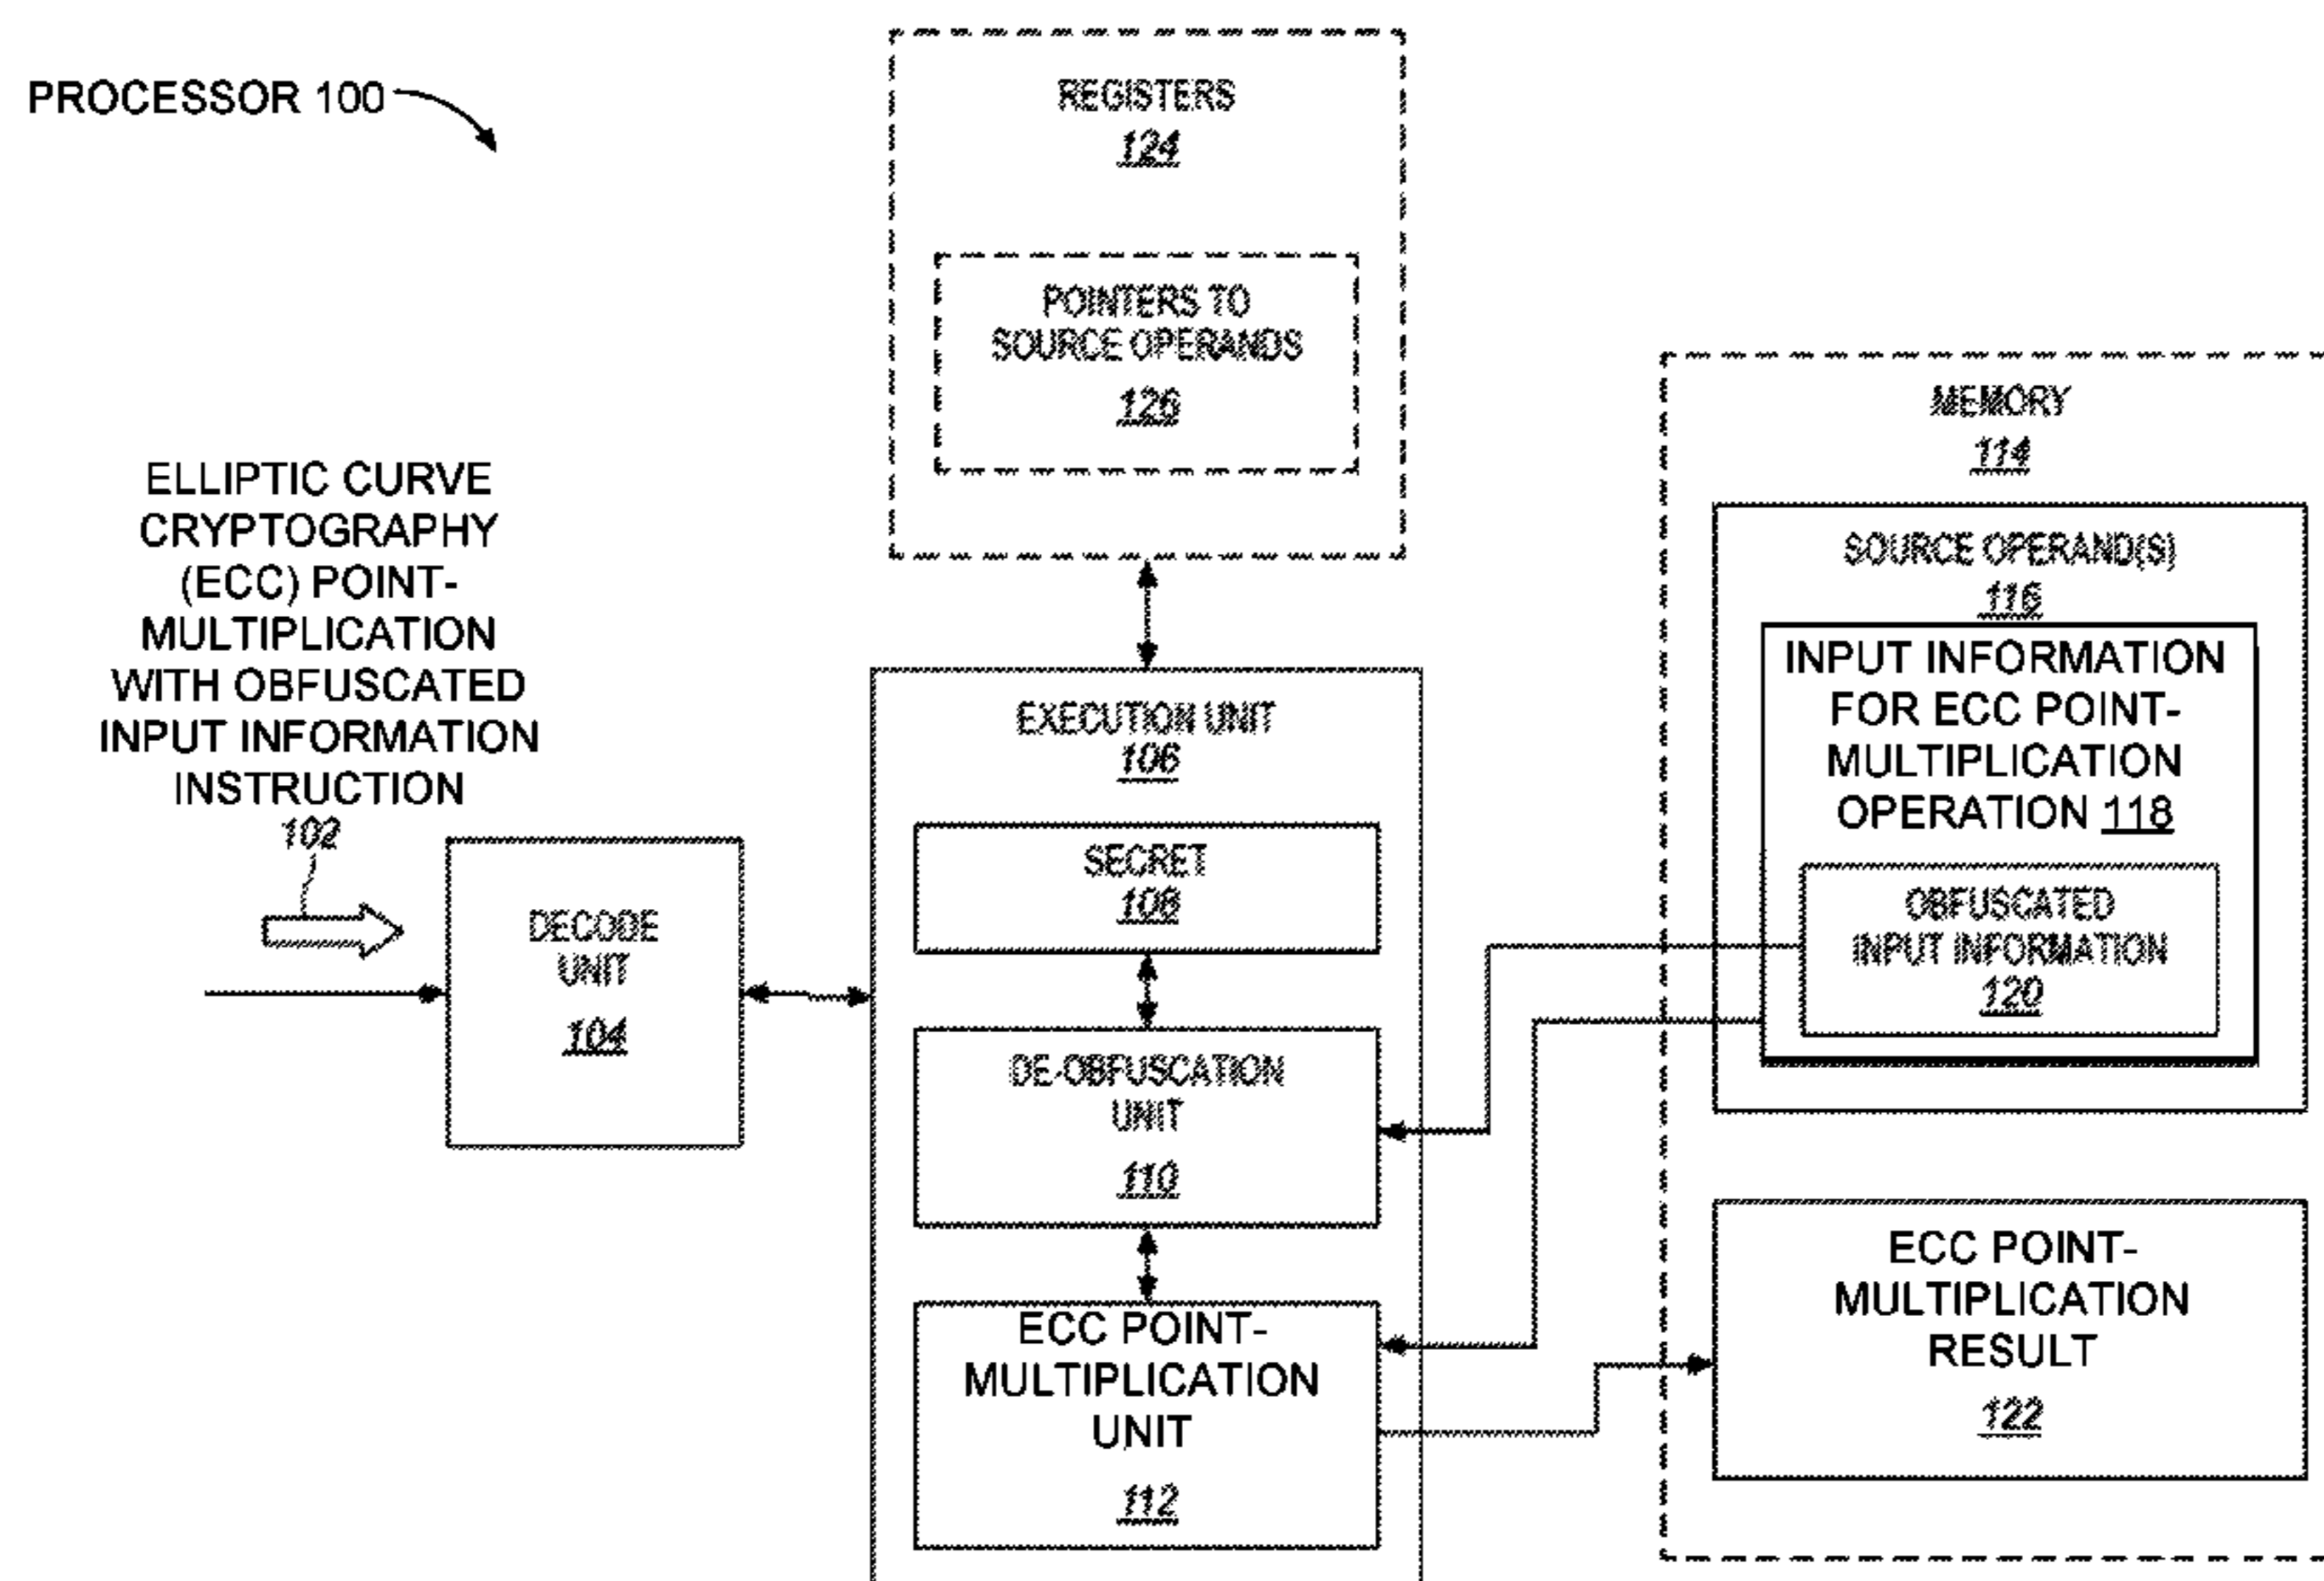 PROCESSOR 100
REGISTERS
124
POINTERS TO
SOURCE OPERANDS
126
ELLIPTIC CURVE
CRYPTOGRAPHY
(ECC) POINT-
MULTIPLICATION
WITH OBFUSCATED
INPUT INFORMATION
INSTRUCTION
102
DECODE
UNIT
104
EXECUTION UNIT
106
SECRET
108
DE-OBFUSCATION
UNIT
110
ECC POINT-
MULTIPLICATION
UNIT
112
MEMORY
114
SOURCE OPERAND(S)
116
INPUT INFORMATION
FOR ECC POINT-
MULTIPLICATION
OPERATION 118
OBFUSCATED
INPUT INFORMATION
120
ECC POINT-
MULTIPLICATION
RESULT
122